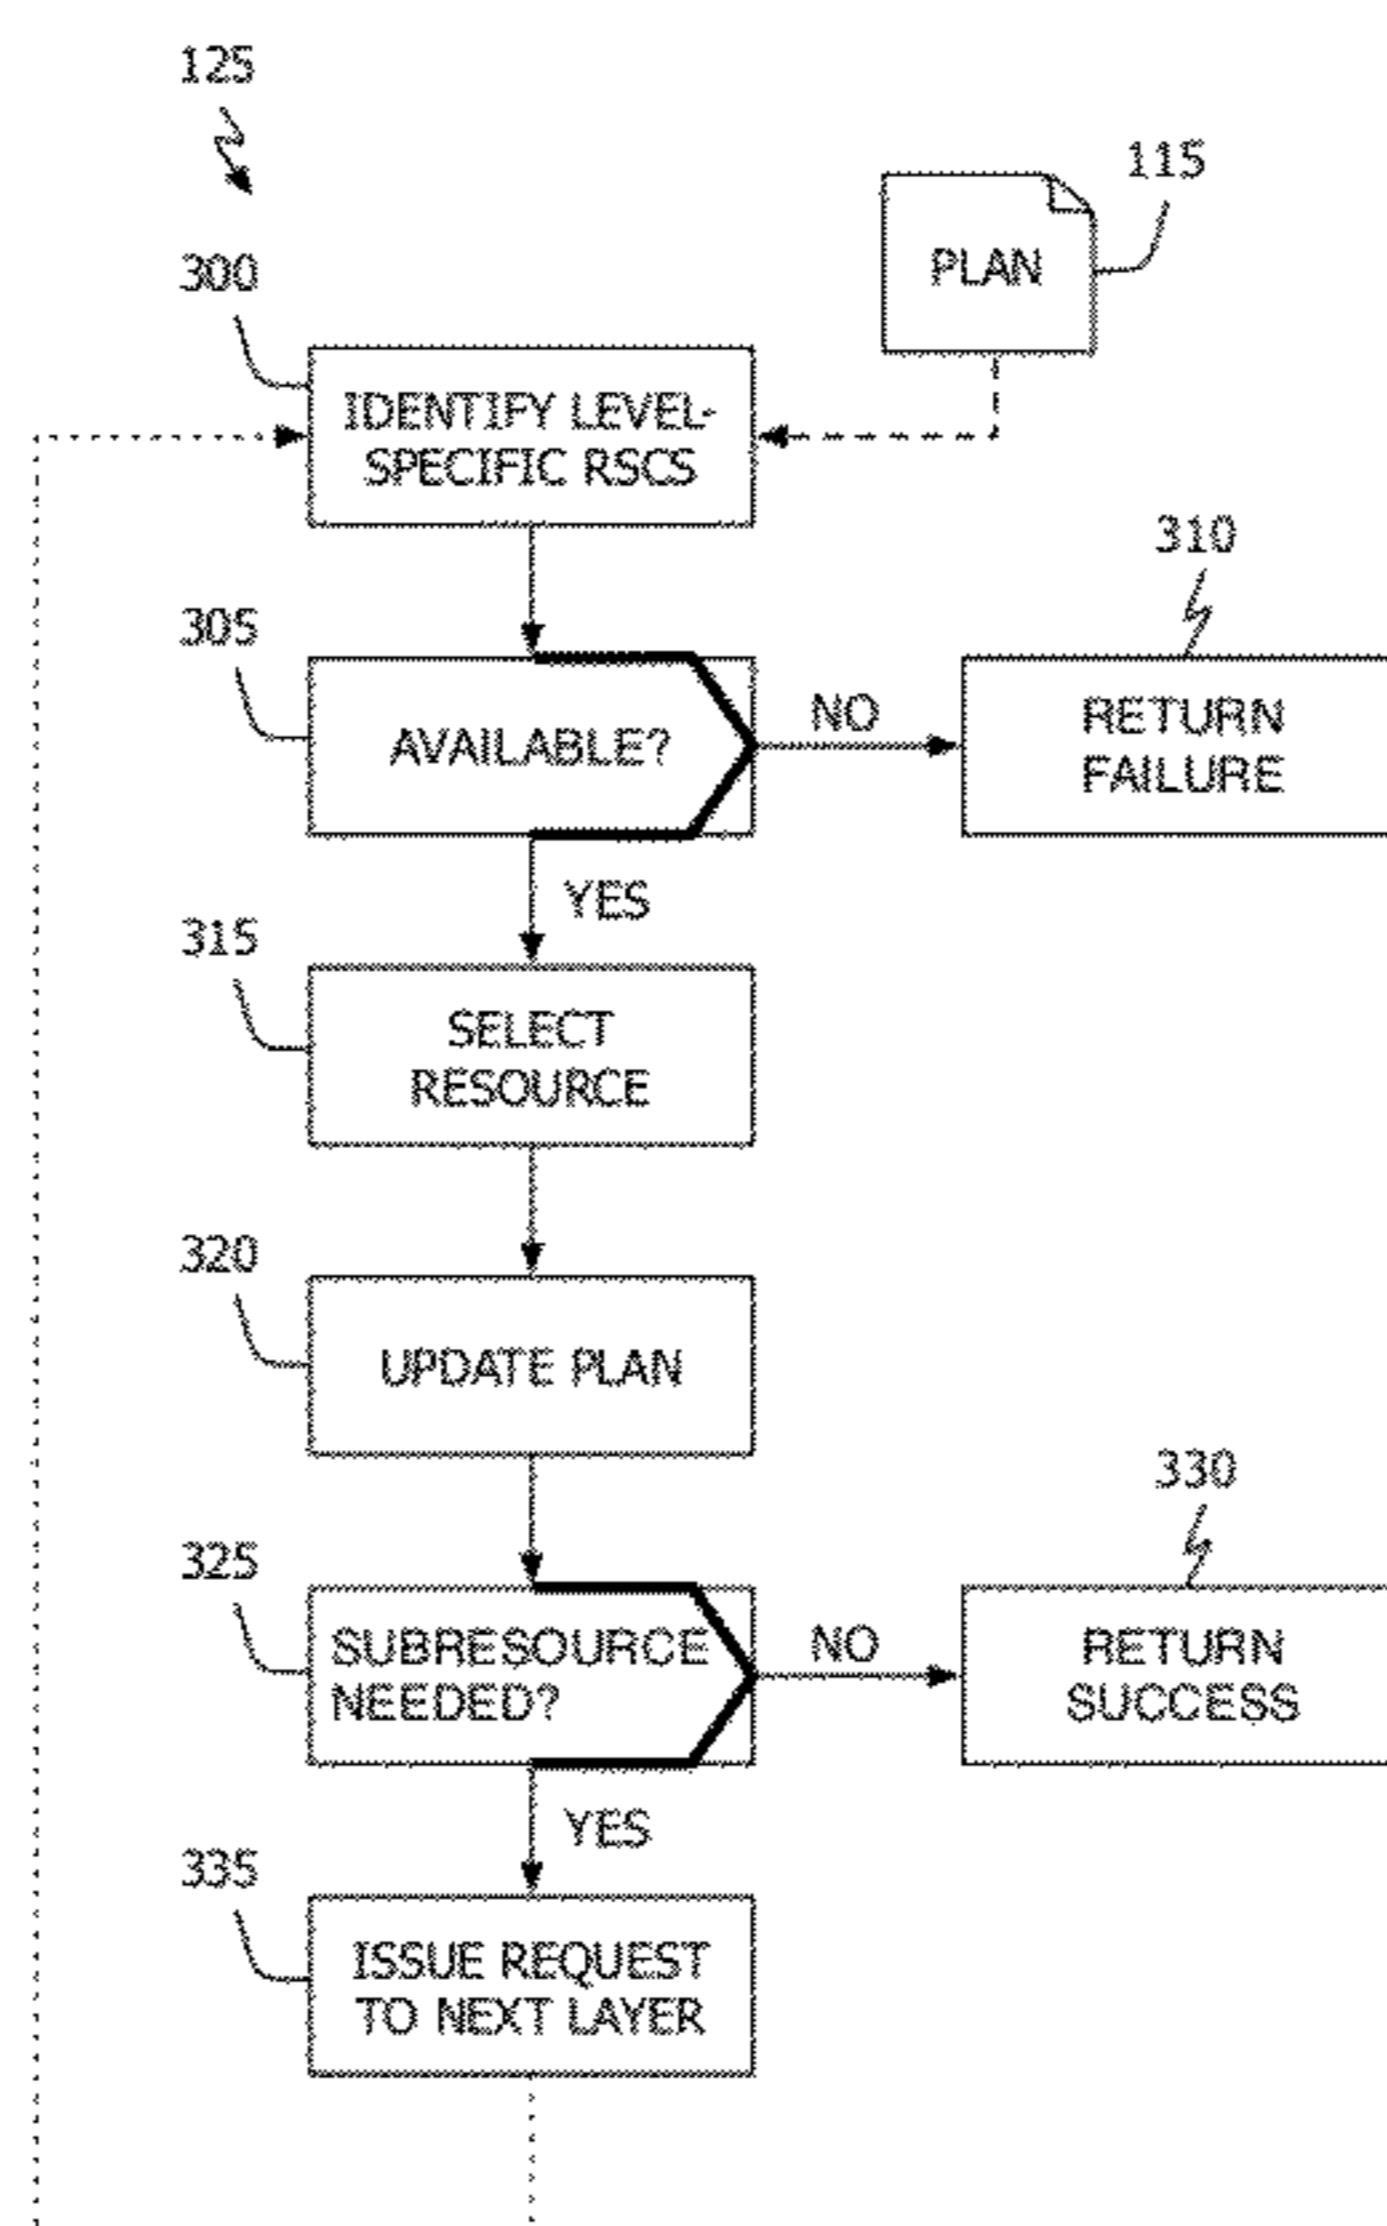 125
115
PLAN
300
IDENTIFY LEVEL-
SPECIFIC RSCS
310
305
AVAILABLE?
NO
RETURN
FAILURE
YES
315
SELECT
RESOURCE
320
UPDATE PLAN
330
325
SUBRESOURCE
NEEDED?
NO
RETURN
SUCCESS
YES
335
ISSUE REQUEST
TO NEXT LAYER